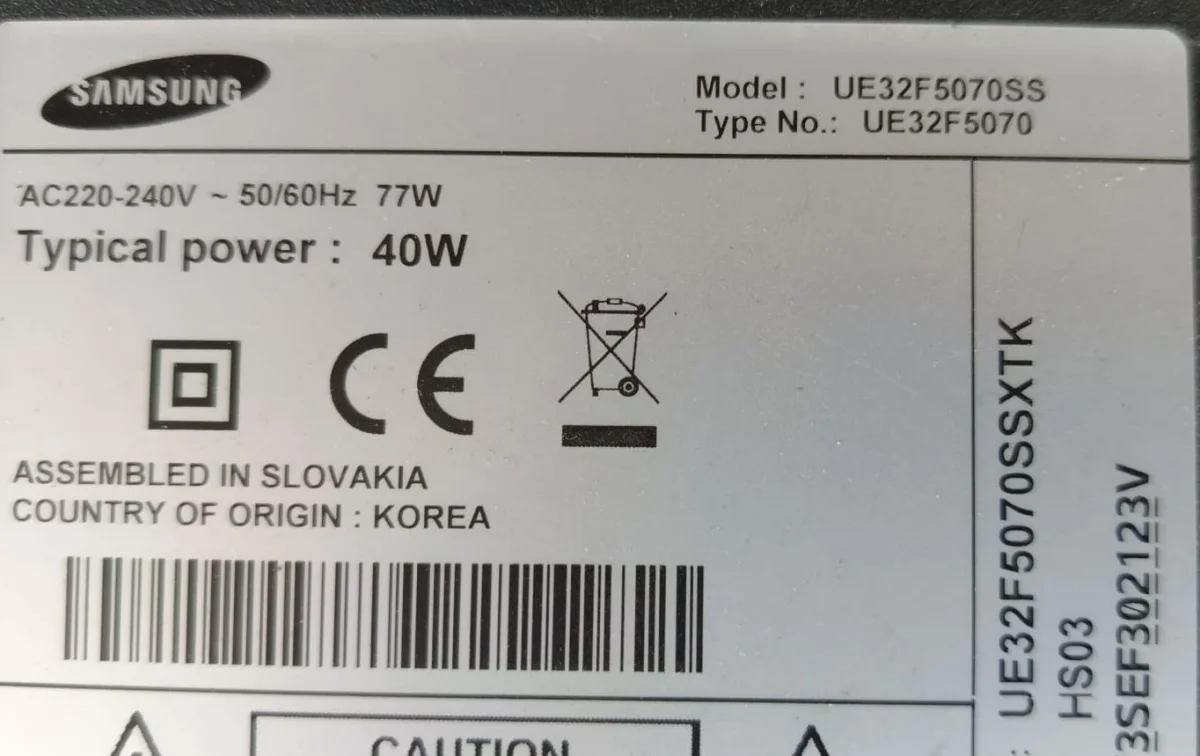 SAMSUNG
Model : UE32F5070SS
Type No.: UE32F5070
AC220-240V ~ 50/60Hz 77W
Typical power : 40W
CE
ASSEMBLED IN SLOVAKIA
COUNTRY OF ORIGIN : KOREA
CAUTION
: UE32F5070SSXTK
HS03
3SEF302123V